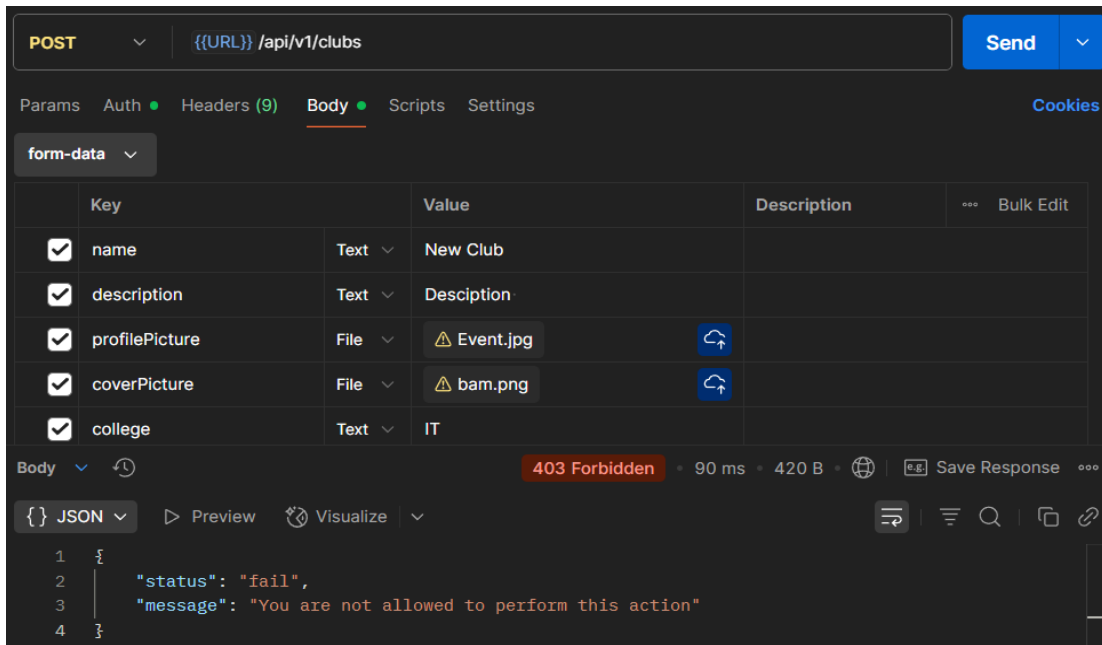 POST {{URL}} /api/v1/clubs Send
Params Auth Headers (9) Body Scripts Settings Cookies
form-data
Key Value Description Bulk Edit
name Text New Club
description Text Desciption
profilePicture File Event.jpg
coverPicture File bam.png
college Text IT
Body 403 Forbidden 90 ms 420 B e.g. Save Response
{} JSON Preview Visualize
1 {
2 "status": "fail",
3 "message": "You are not allowed to perform this action"
4 }